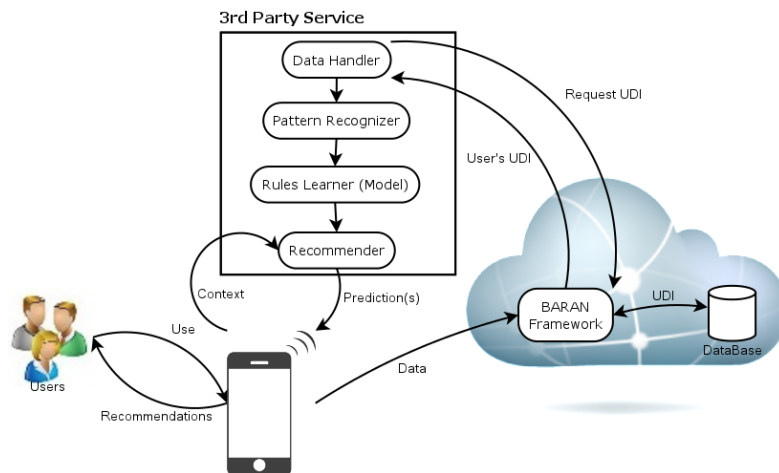 3rd Party Service
Data Handler
Request UDI
Pattern Recognizer
User's UDI
Rules Learner (Model)
Recommender
Context
Prediction(s)
BARAN
Framework
UDI
DataBase
Use
Users
Data
Recommendations